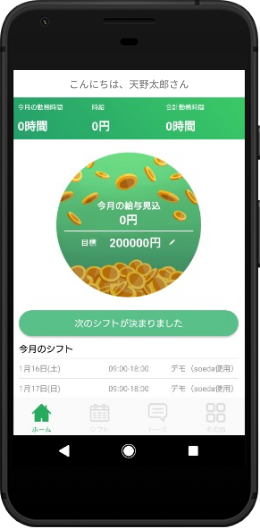 こんにちは、天野太郎さん
今月の勤務時間 時給 合計勤務時間
0時間 0円 0時間
今月の給与見込
0円
目標 200000円
次のシフトが決まりました
今月のシフト
1月16日(土) 09:00-18:00 デモ（soeda使用）
1月17日(日) 09:00-18:00 デモ（soeda使用）
ホーム シフト トーク その他